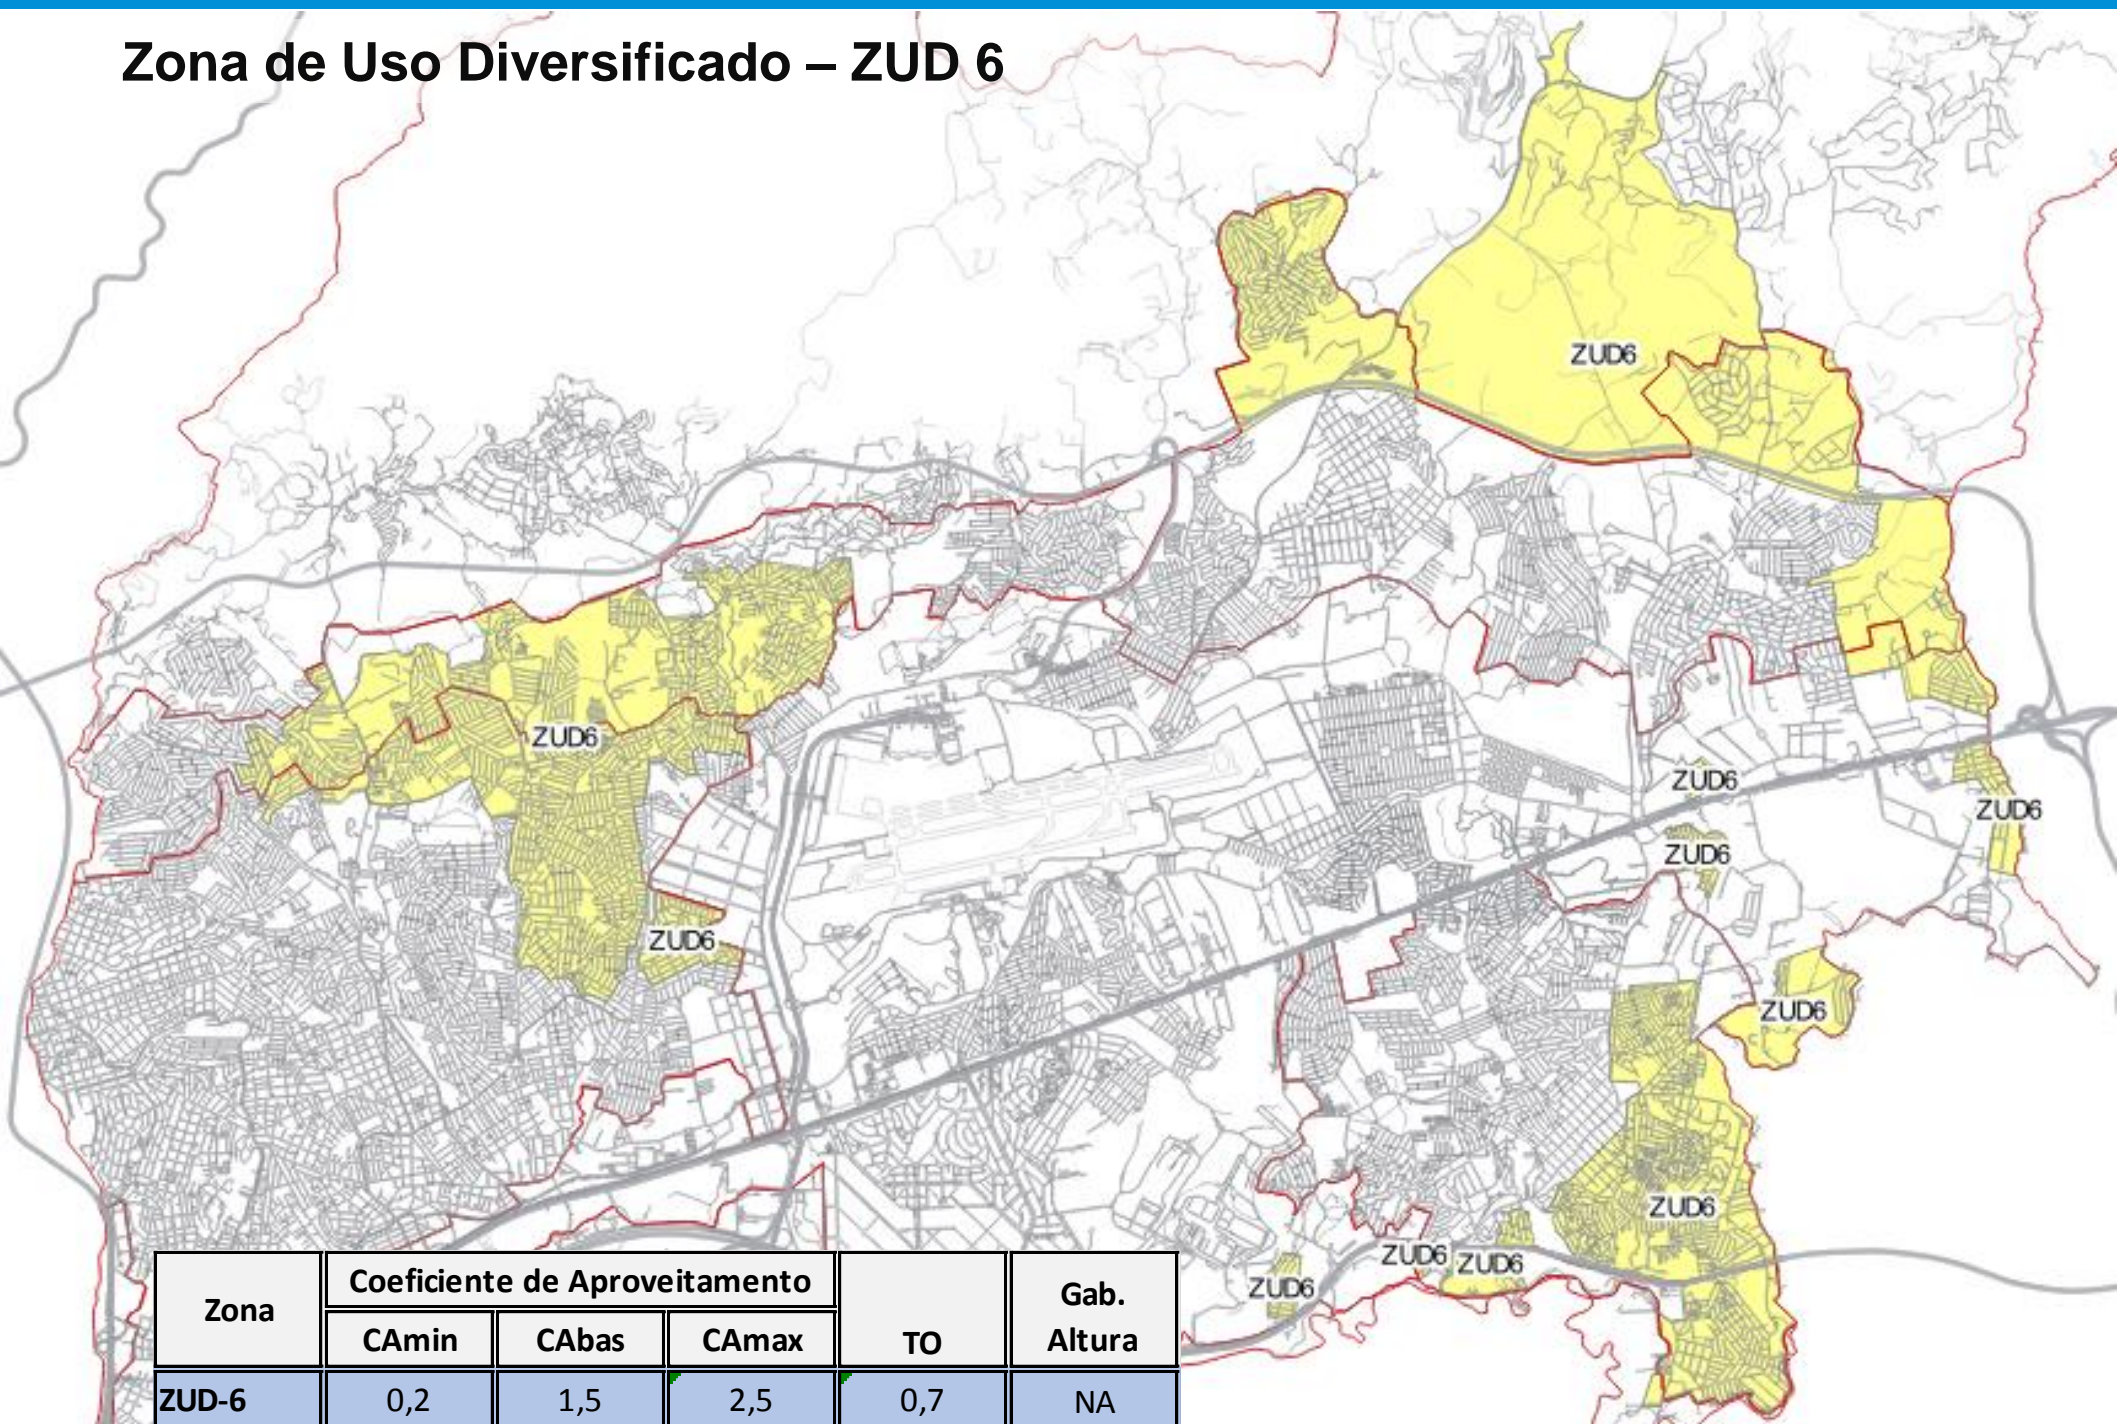 Zona de Uso Diversificado – ZUD 6
ZUD6
ZUD6
ZUD6
ZUD6
ZUD6
ZUD6
ZUD6
ZUD6
ZUD6
ZUD6 ZUD6
ZUD6
Zona Coeficiente de Aproveitamento TO Gab. Altura
CAmin CAbas CAmax
ZUD-6 0,2 1,5 2,5 0,7 NA